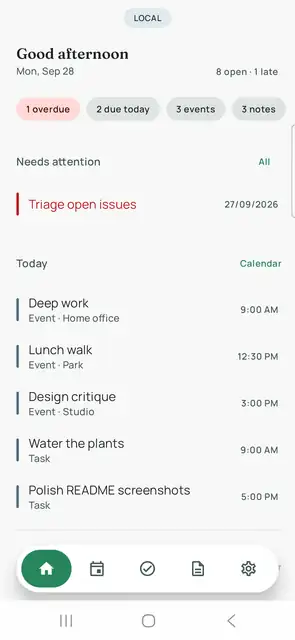 LOCAL
Good afternoon
Mon, Sep 28
8 open · 1 late
1 overdue
2 due today
3 events
3 notes
Needs attention
All
Triage open issues
27/09/2026
Today
Calendar
Deep work
9:00 AM
Event · Home office
Lunch walk
12:30 PM
Event · Park
Design critique
3:00 PM
Event · Studio
Water the plants
9:00 AM
Task
Polish README screenshots
5:00 PM
Task